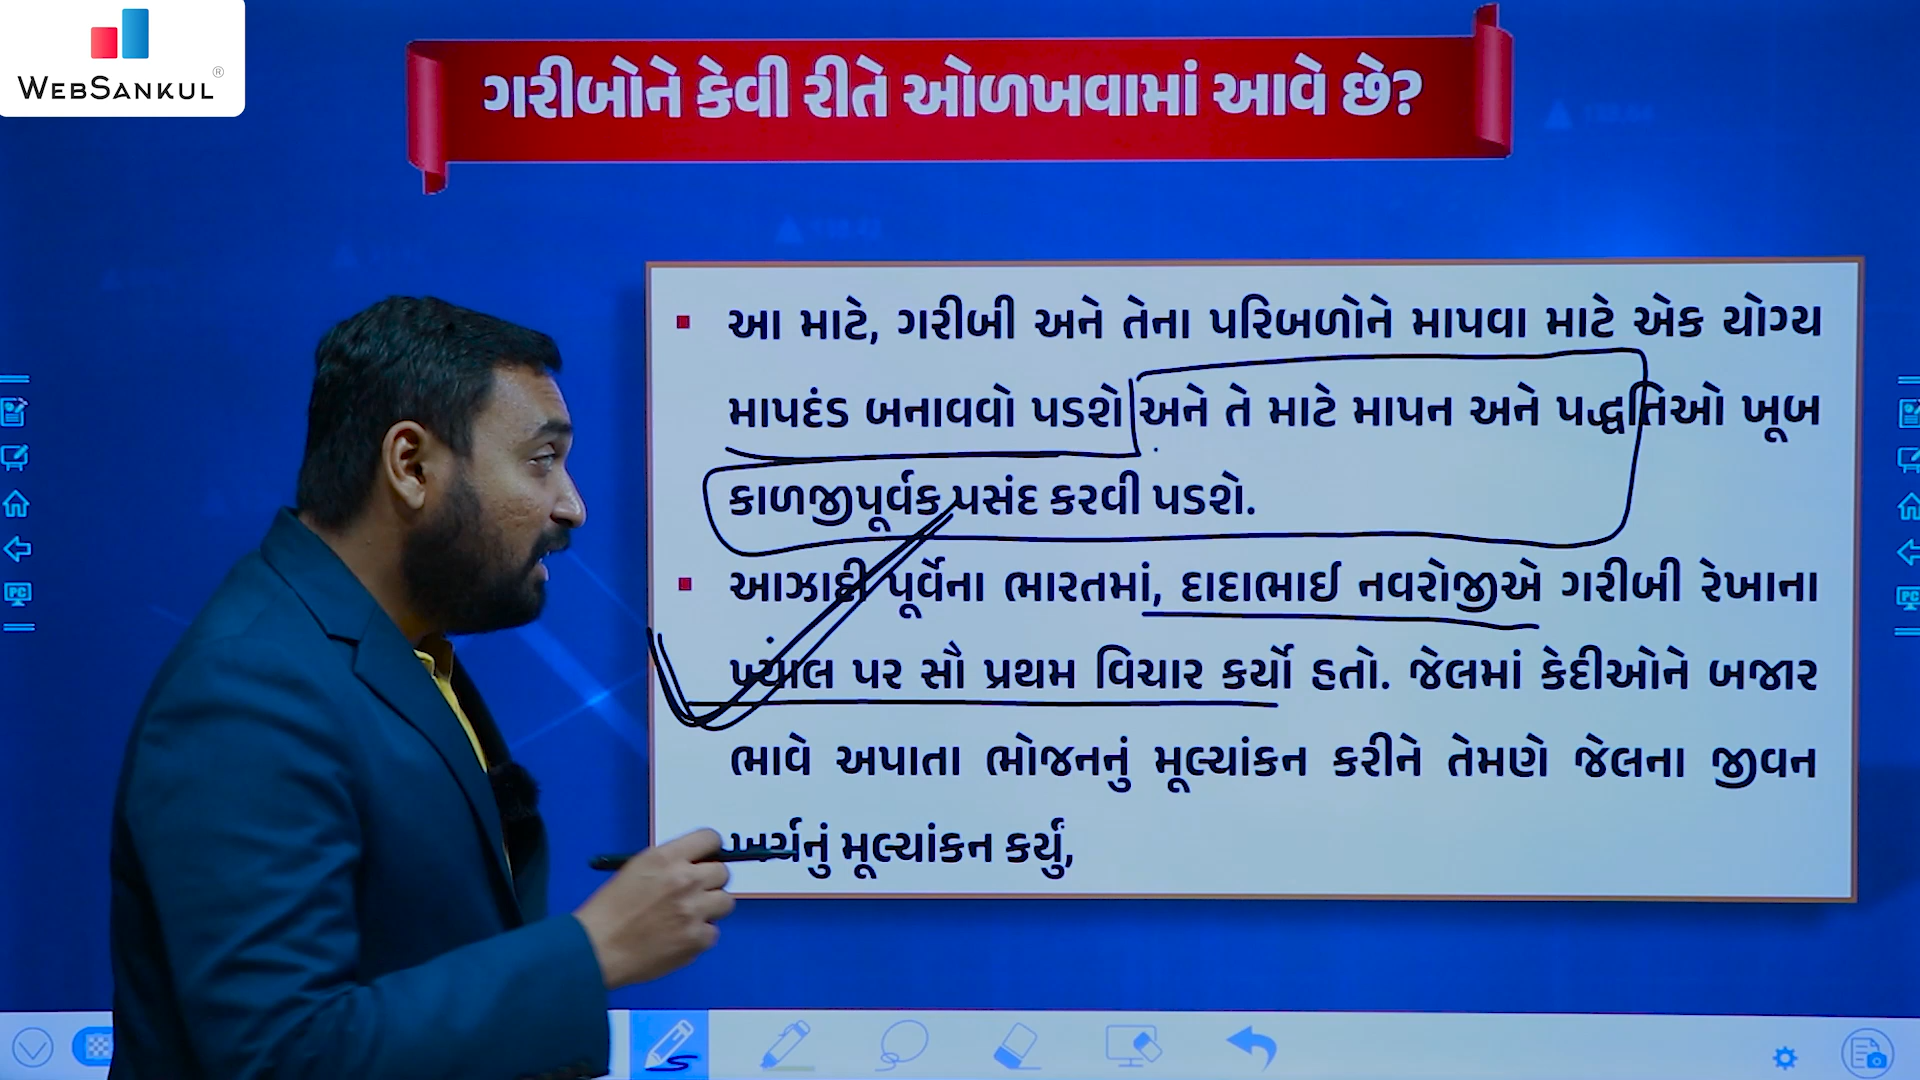 WEBSANKUL®
ગરીબોને કેવી રીતે ઓળખવામાં આવે છે?
આ માટે, ગરીબી અને તેના પરિબળોને માપવા માટે એક યોગ્ય
માપદંડ બનાવવો પડશે અને તે માટે માપન અને પદ્ધતિઓ ખૂબ
કાળજીપૂર્વક પસંદ કરવી પડશે.
આઝાદી પૂર્વેના ભારતમાં, દાદાભાઈ નવરોજીએ ગરીબી રેખાના
ખ્યાલ પર સૌ પ્રથમ વિચાર કર્યો હતો. જેલમાં કેદીઓને બજાર
ભાવે અપાતા ભોજનનું મૂલ્યાંકન કરીને તેમણે જેલના જીવન
ખર્ચનું મૂલ્યાંકન કર્યું,
PC
PC